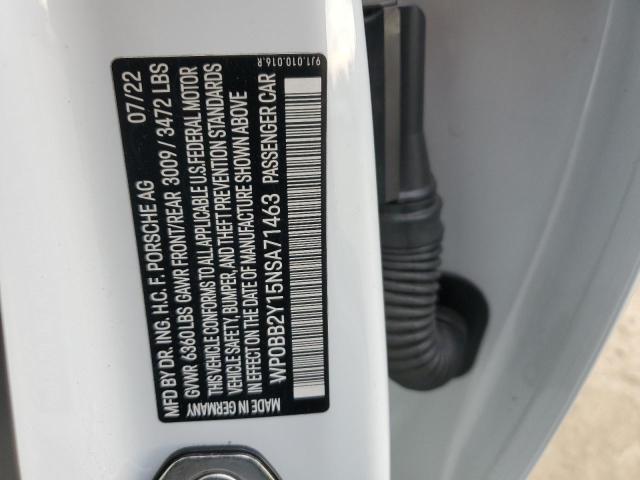 9J1.010.016.R
MFD BY DR. ING. H.C. F. PORSCHE AG 07/22
GVWR 6360 LBS GAWR FRONT/REAR 3009 / 3472 LBS
THIS VEHICLE CONFORMS TO ALL APPLICABLE U.S. FEDERAL MOTOR
VEHICLE SAFETY, BUMPER, AND THEFT PREVENTION STANDARDS
IN EFFECT ON THE DATE OF MANUFACTURE SHOWN ABOVE
WP0BB2Y15NSA71463 PASSENGER CAR
MADE IN GERMANY